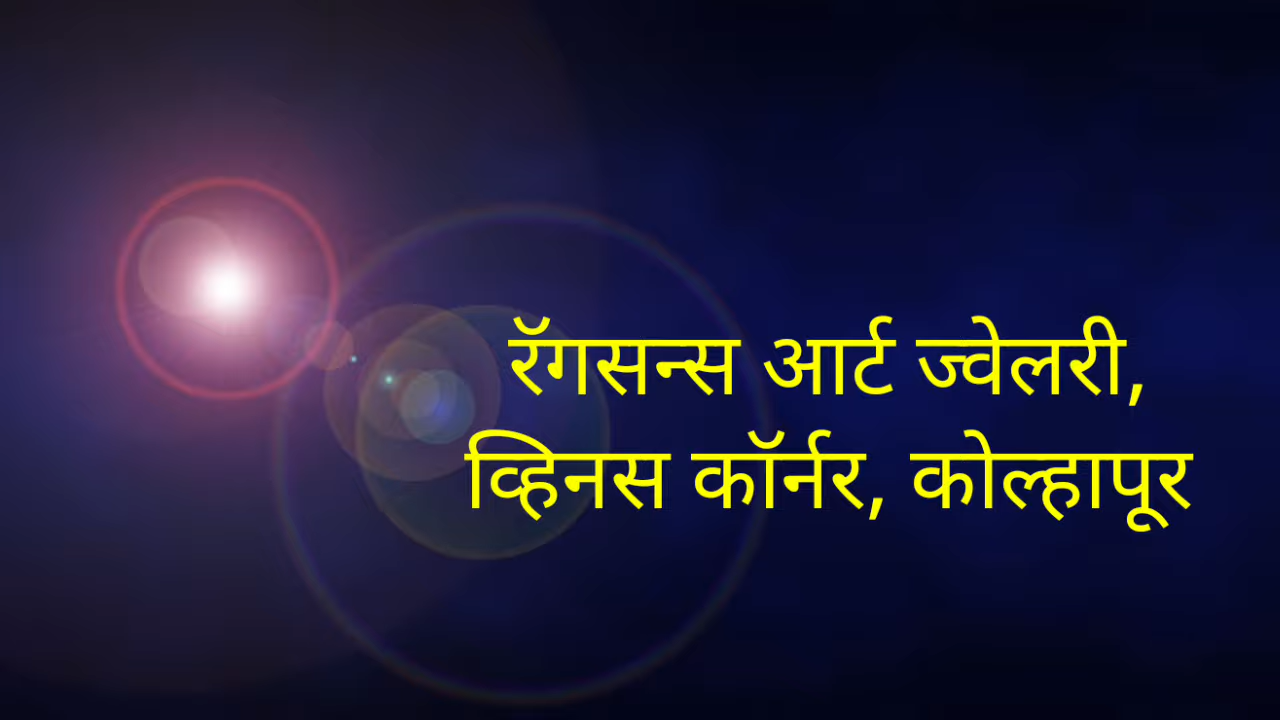 रॅगसन्स आर्ट ज्वेलरी,
व्हिनस कॉर्नर, कोल्हापूर